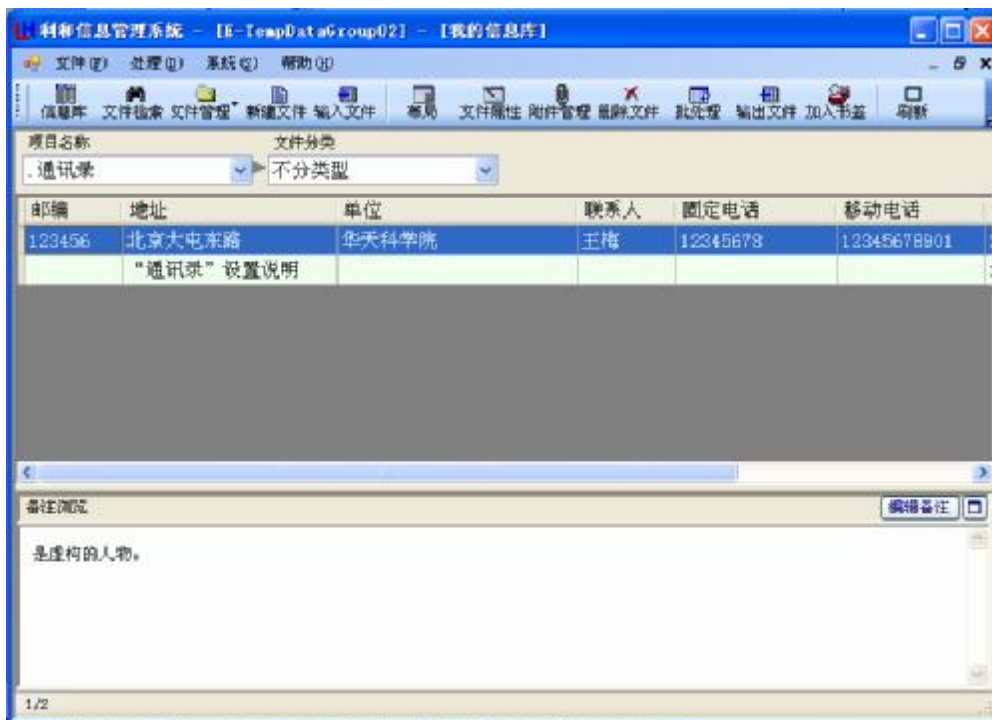 利和信息管理系统 - [E-TempDataGroup02] - [我的信息库]
文件(F) 处理(D) 系统(S) 帮助(H)
信息库 文件检索 文件管理 新建文件 输入文件 布局 文件属性 附件管理 删除文件 批处理 输出文件 加入书签 刷新
项目名称 文件分类
.通讯录 不分类型
邮编 地址 单位 联系人 固定电话 移动电话
123456 北京大屯东路 华天科学院 王梅 12345678 12345678901
“通讯录”设置说明
备注浏览 编辑备注
是虚构的人物。
1/2